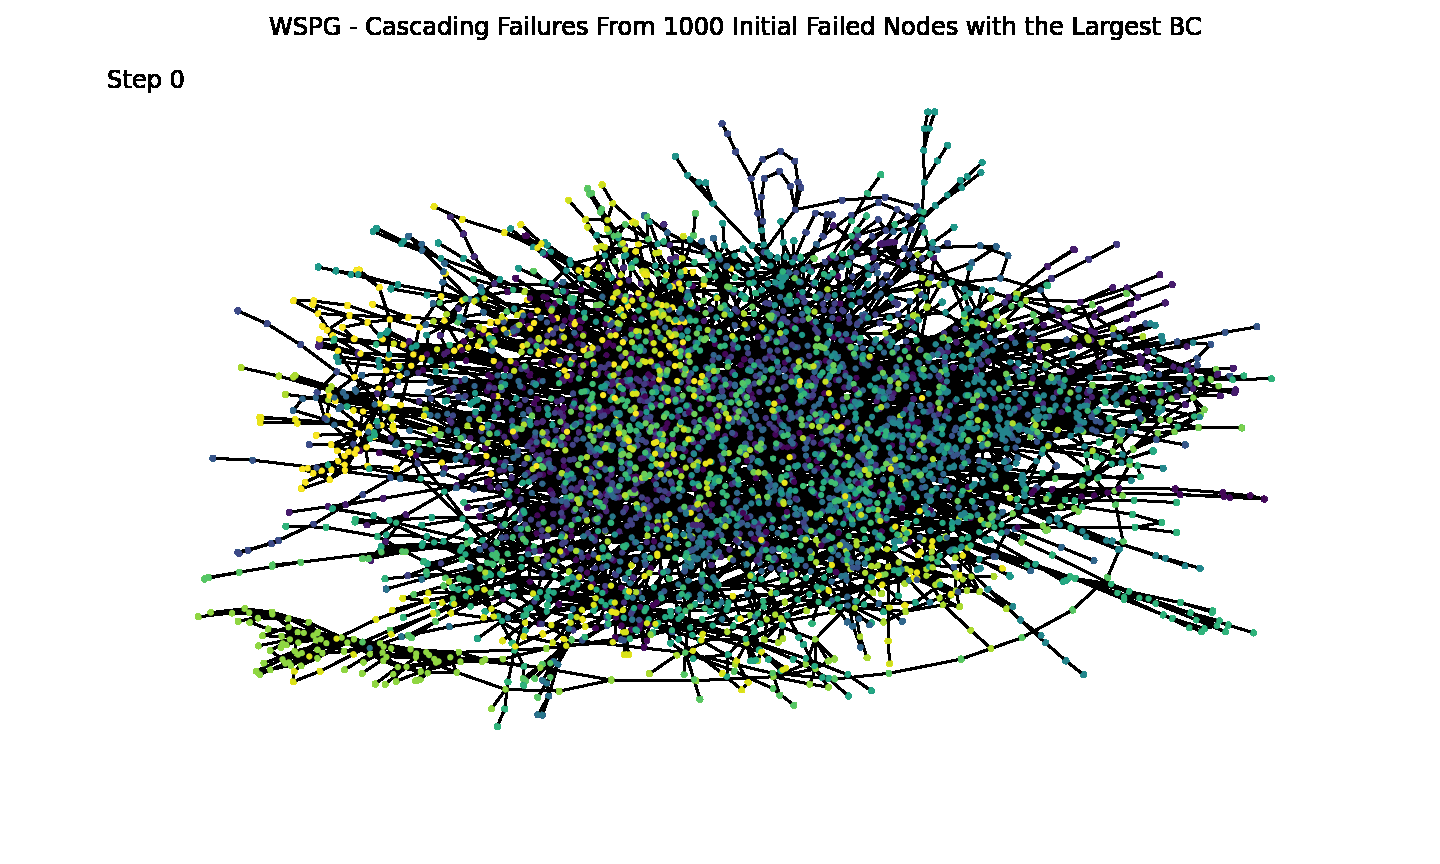 WSPG - Cascading Failures From 1000 Initial Failed Nodes with the Largest BC
Step 0